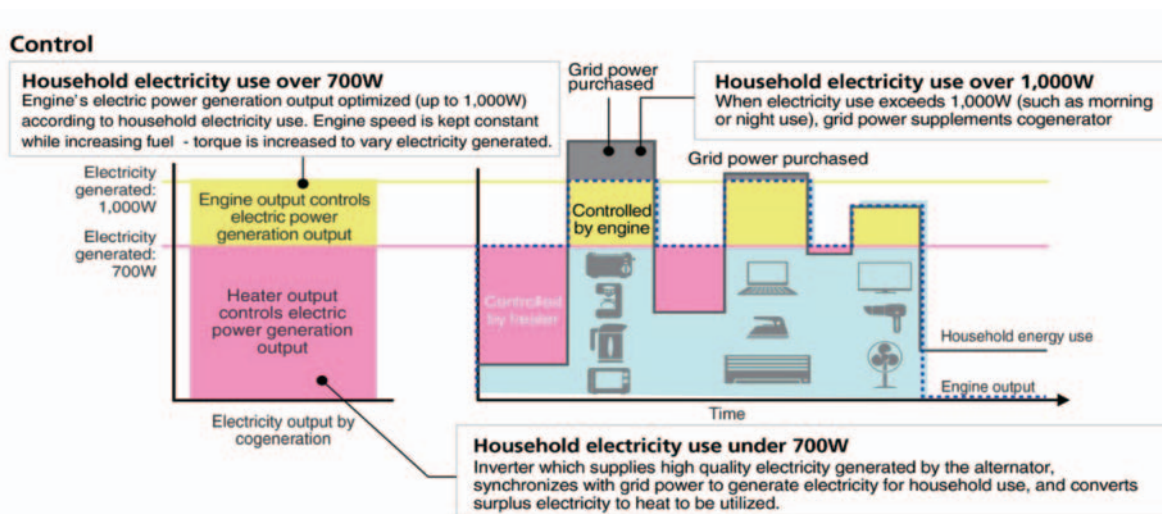 Control
Household electricity use over 700W
Engine's electric power generation output optimized (up to 1,000W)
according to household electricity use. Engine speed is kept constant
while increasing fuel - torque is increased to vary electricity generated.
Grid power
purchased
Household electricity use over 1,000W
When electricity use exceeds 1,000W (such as morning
or night use), grid power supplements cogenerator
Grid power purchased
Electricity
generated:
1,000W
Engine output controls
electric power
generation output
Controlled
by engine
Electricity
generated:
700W
Heater output
controls electric
power generation
output
Controlled
by heater
Household energy use
Engine output
Time
Electricity output by
cogeneration
Household electricity use under 700W
Inverter which supplies high quality electricity generated by the alternator,
synchronizes with grid power to generate electricity for household use, and converts
surplus electricity to heat to be utilized.